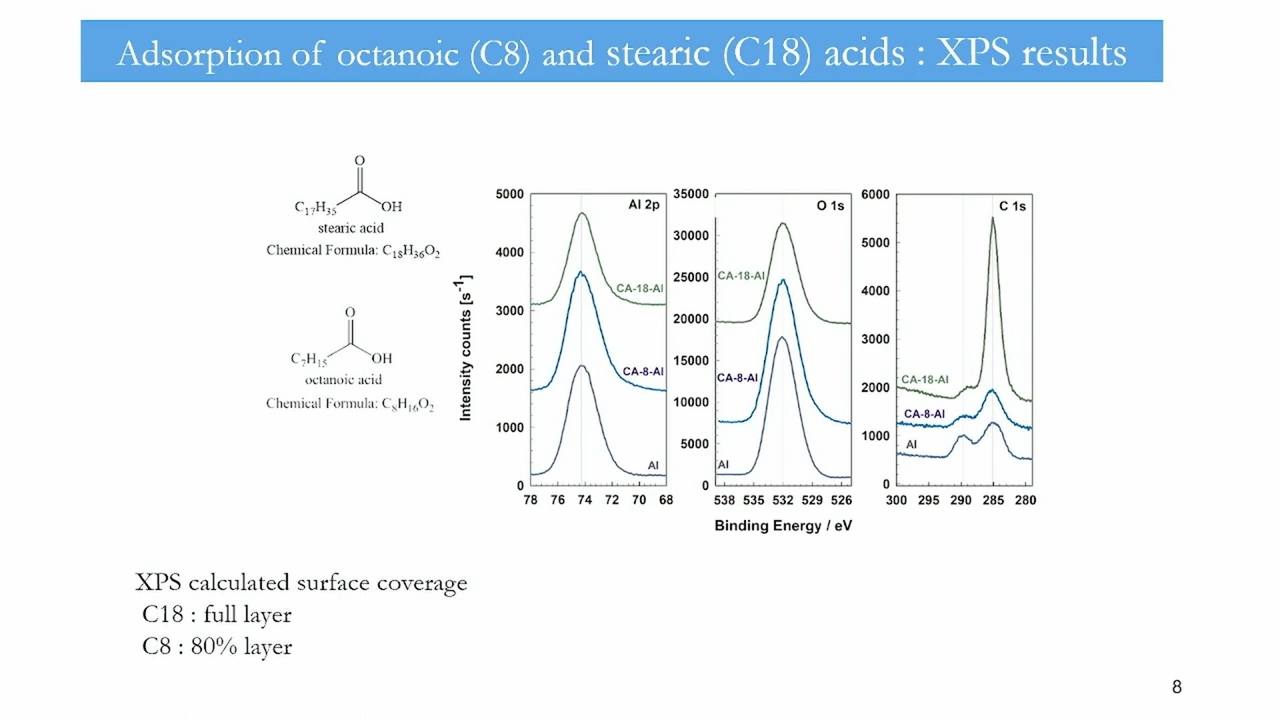 Adsorption of octanoic (C8) and stearic (C18) acids : XPS results
O
C₁₇H₃₅
OH
stearic acid
Chemical Formula: C₁₈H₃₆O₂
O
C₇H₁₅
OH
octanoic acid
Chemical Formula: C₈H₁₆O₂
Intensity counts [s⁻¹]
5000
4000
3000
2000
1000
0
Al 2p
CA-18-Al
CA-8-Al
Al
78 76 74 72 70 68
35000
30000
25000
20000
15000
10000
5000
0
O 1s
CA-18-Al
CA-8-Al
Al
538 535 532 529 526
6000
5000
4000
3000
2000
1000
0
C 1s
CA-18-Al
CA-8-Al
Al
300 295 290 285 280
Binding Energy / eV
XPS calculated surface coverage
C18 : full layer
C8 : 80% layer
8